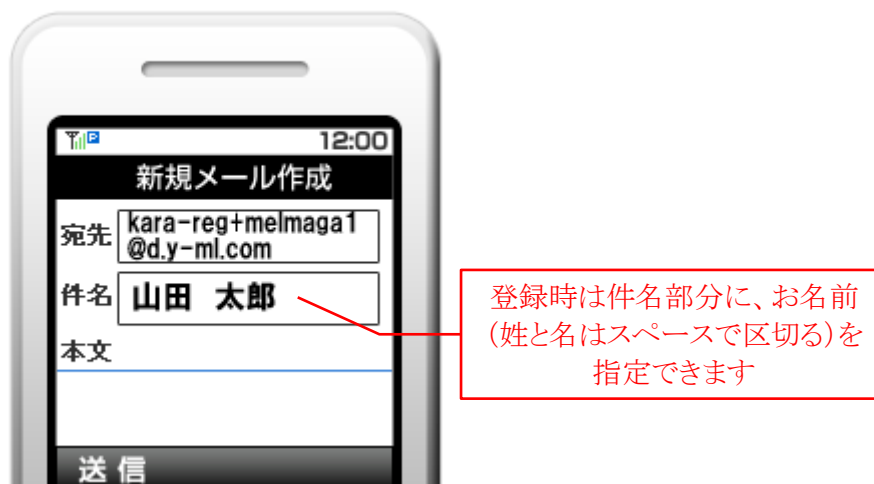 12:00
新規メール作成
宛先
kara-reg+melmaga1
@d.y-ml.com
件名
山田 太郎
本文
送信
登録時は件名部分に、お名前
(姓と名はスペースで区切る)を
指定できます